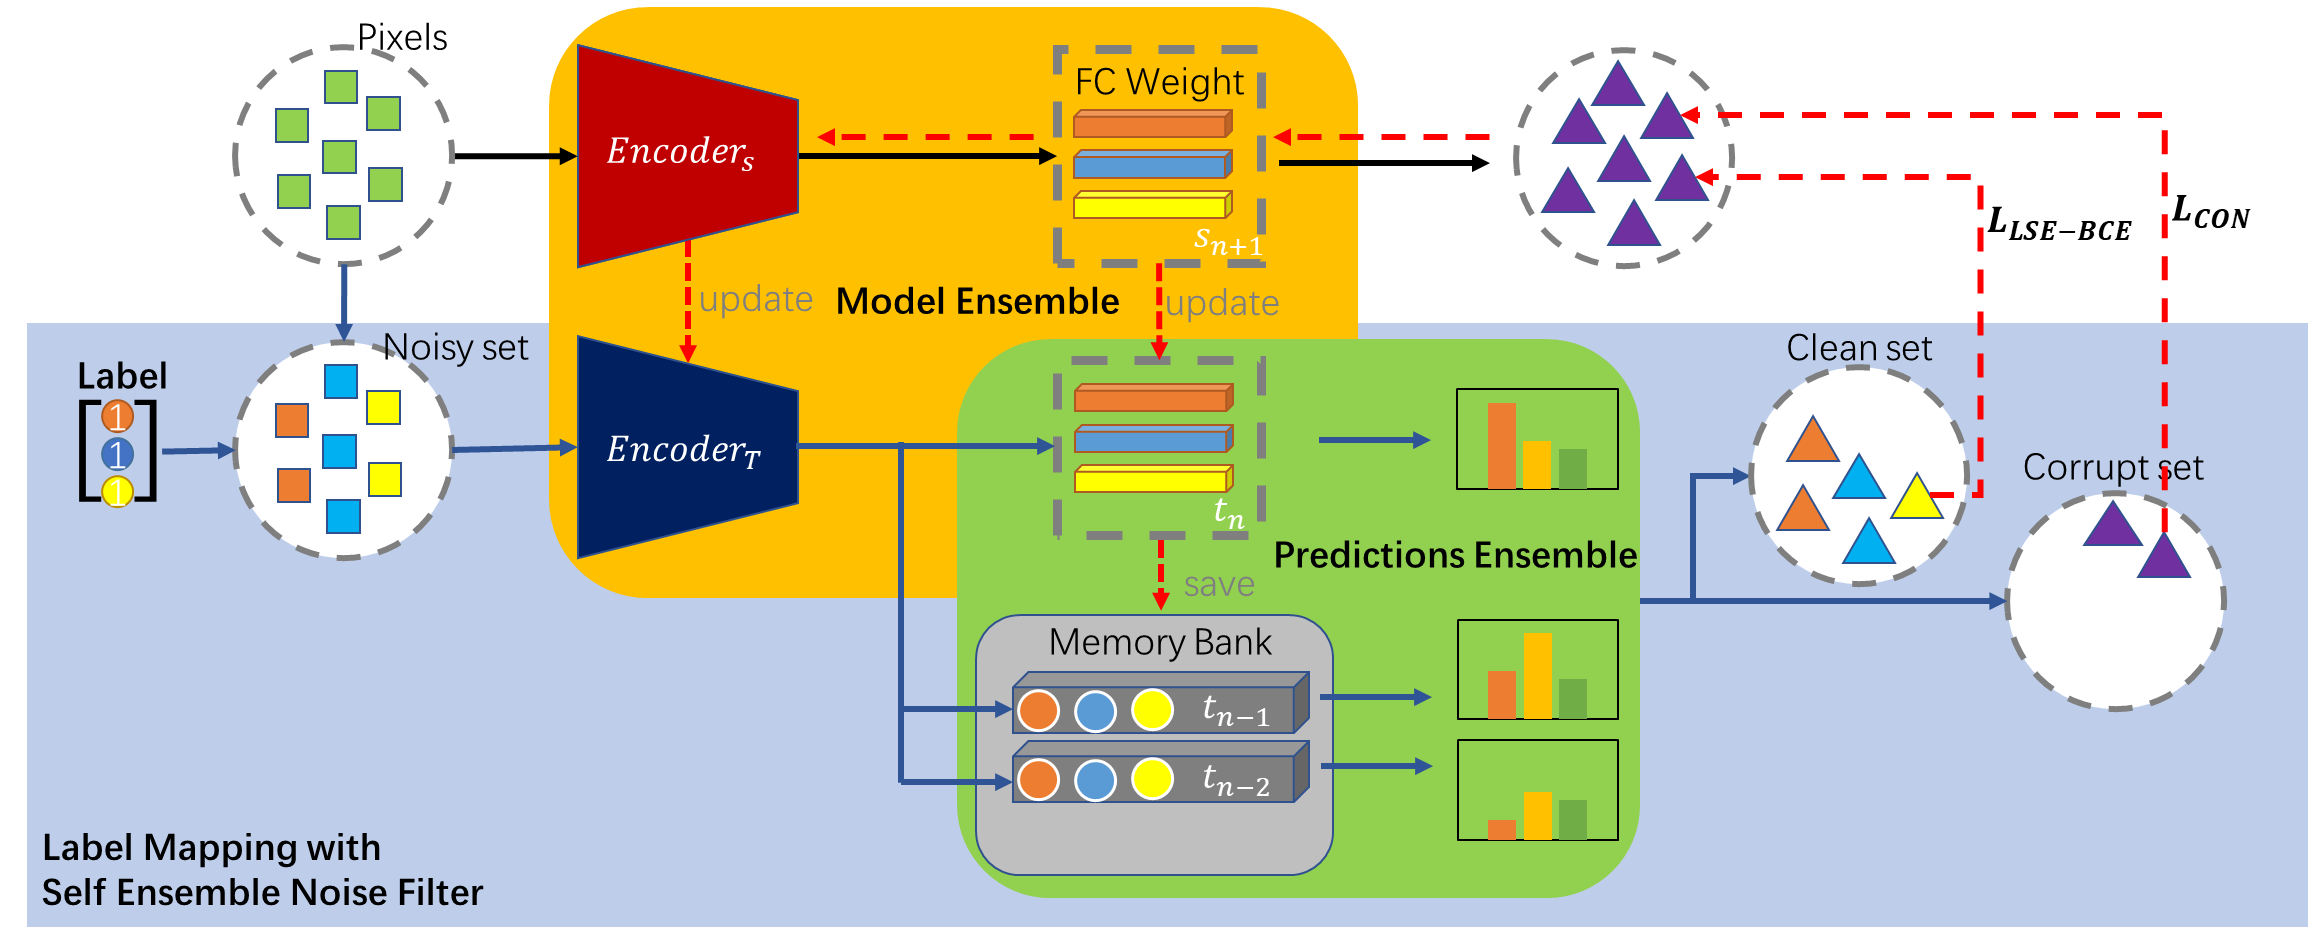 Pixels
Encoder_S
FC Weight
s_{n+1}
L_{LSE-BCE}
L_{CON}
update
Model Ensemble
update
Noisy set
Label
1
1
1
Encoder_T
t_n
Clean set
Corrupt set
Predictions Ensemble
save
Memory Bank
t_{n-1}
t_{n-2}
Label Mapping with
Self Ensemble Noise Filter